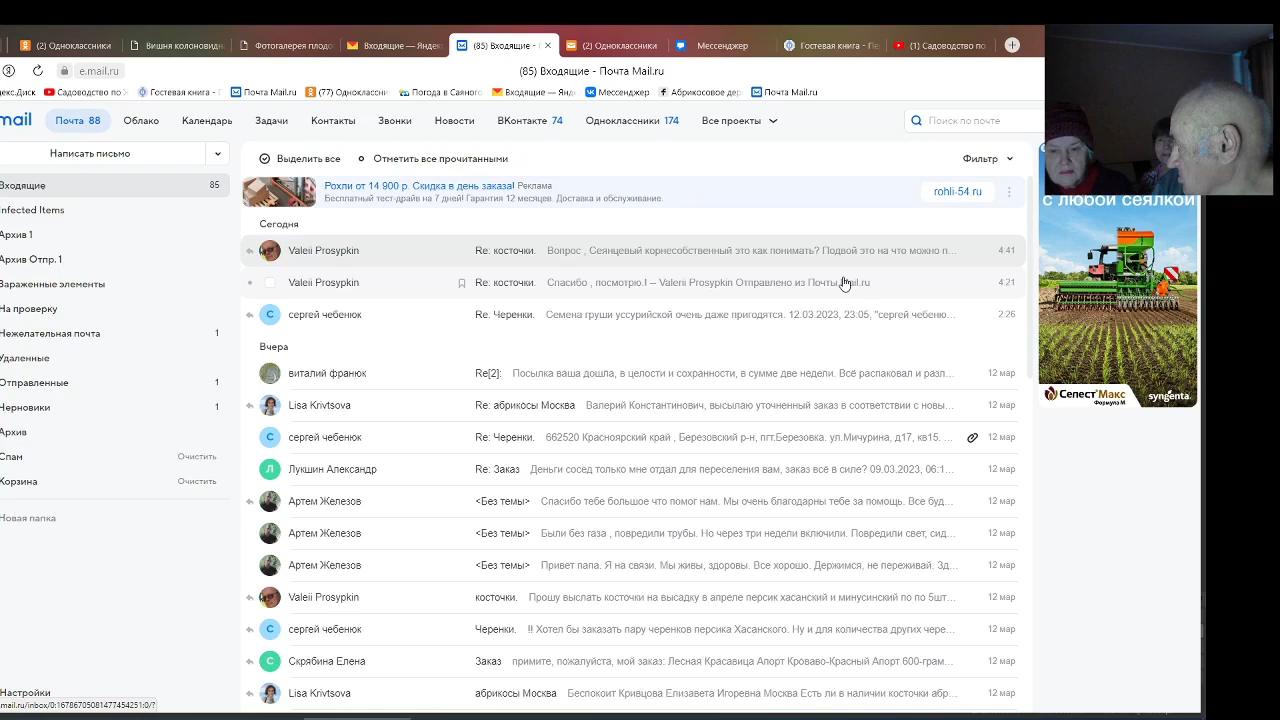 (2) Одноклассники Вишня колоновидн Фотогалерея плодо Входящие — Яндек (85) Входящие - (2) Одноклассники Мессенджер Гостевая книга - Пе (1) Садоводство по
e.mail.ru (85) Входящие - Почта Mail.ru
екс.Диск Садоводство по Гостевая книга - Почта Mail.ru (77) Одноклассни Погода в Саяного Входящие — Янд Мессенджер Абрикосовое дер Почта Mail.ru
mail Почта 88 Облако Календарь Задачи Контакты Звонки Новости ВКонтакте 74 Одноклассники 174 Все проекты Поиск по почте
Написать письмо Выделить все Отметить все прочитанными Фильтр
Входящие 85
Infected Items
Архив 1
Архив Отпр. 1
Зараженные элементы
На проверку
Нежелательная почта 1
Удаленные
Отправленные 1
Черновики 1
Архив
Спам Очистить
Корзина Очистить
Новая папка
Настройки
mail.ru/inbox/0:16786705081477454251:0/?
Рохли от 14 900 р. Скидка в день заказа! Реклама
Бесплатный тест-драйв на 7 дней! Гарантия 12 месяцев. Доставка и обслуживание.
rohli-54 ru
Сегодня
Valeii Prosypkin Re: косточки. Вопрос , Сеянцевый корнесобственный это как понимать? Подвой это на что можно п... 4:41
Valeii Prosypkin Re: косточки. Спасибо , посмотрю.! -- Valerii Prosypkin Отправлено из Почты il.ru 4:21
С сергей чебенюк Re: Черенки. Семена груши уссурийской очень даже пригодятся. 12.03.2023, 23:05, "сергей чебеню... 2:26
Вчера
виталий франюк Re[2]: Посылка ваша дошла, в целости и сохранности, в сумме две недели. Всё распаковал и разл... 12 мар
Lisa Krivtsova Re: абрикосы Москва Валерий Константинович, высылаю уточненный заказ в соответствии с новы... 12 мар
С сергей чебенюк Re: Черенки. 662520 Красноярский край , Березовский р-н, пгт.Березовка. ул.Мичурина, д17, кв15. ... 12 мар
Л Лукшин Александр Re: Заказ Деньги сосед только мне отдал для переселения вам, заказ всё в силе? 09.03.2023, 06:1... 12 мар
Артем Железов <Без темы> Спасибо тебе большое что помог нам. Мы очень благодарны тебе за помощь. Все буд... 12 мар
Артем Железов <Без темы> Были без газа , повредили трубы. Но через три недели включили. Повредили свет, сид... 12 мар
Артем Железов <Без темы> Привет папа. Я на связи. Мы живы, здоровы. Все хорошо. Держимся, не переживай. Зд... 12 мар
Valeii Prosypkin косточки. Прошу выслать косточки на высадку в апреле персик хасанский и минусинский по по 5шт... 12 мар
С сергей чебенюк Черенки. !! Хотел бы заказать пару черенков персика Хасанского. Ну и для количества других чере... 12 мар
С Скрябина Елена Заказ примите, пожалуйста, мой заказ: Лесная Красавица Апорт Кроваво-Красный Апорт 600-грам... 12 мар
Lisa Krivtsova абрикосы Москва Беспокоит Кривцова Елизавета Игоревна Москва Есть ли в наличии косточки абр... 12 мар
с любой сеялкой
Селест Макс
Формула М
syngenta